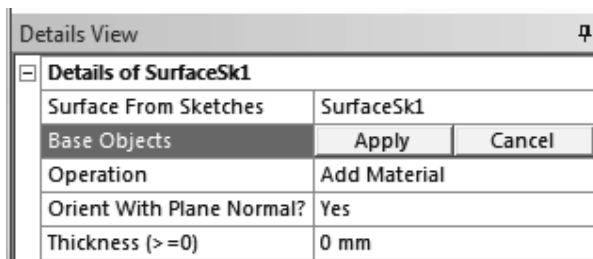 Details View
Details of SurfaceSk1
Surface From Sketches SurfaceSk1
Base Objects Apply Cancel
Operation Add Material
Orient With Plane Normal? Yes
Thickness (>=0) 0 mm